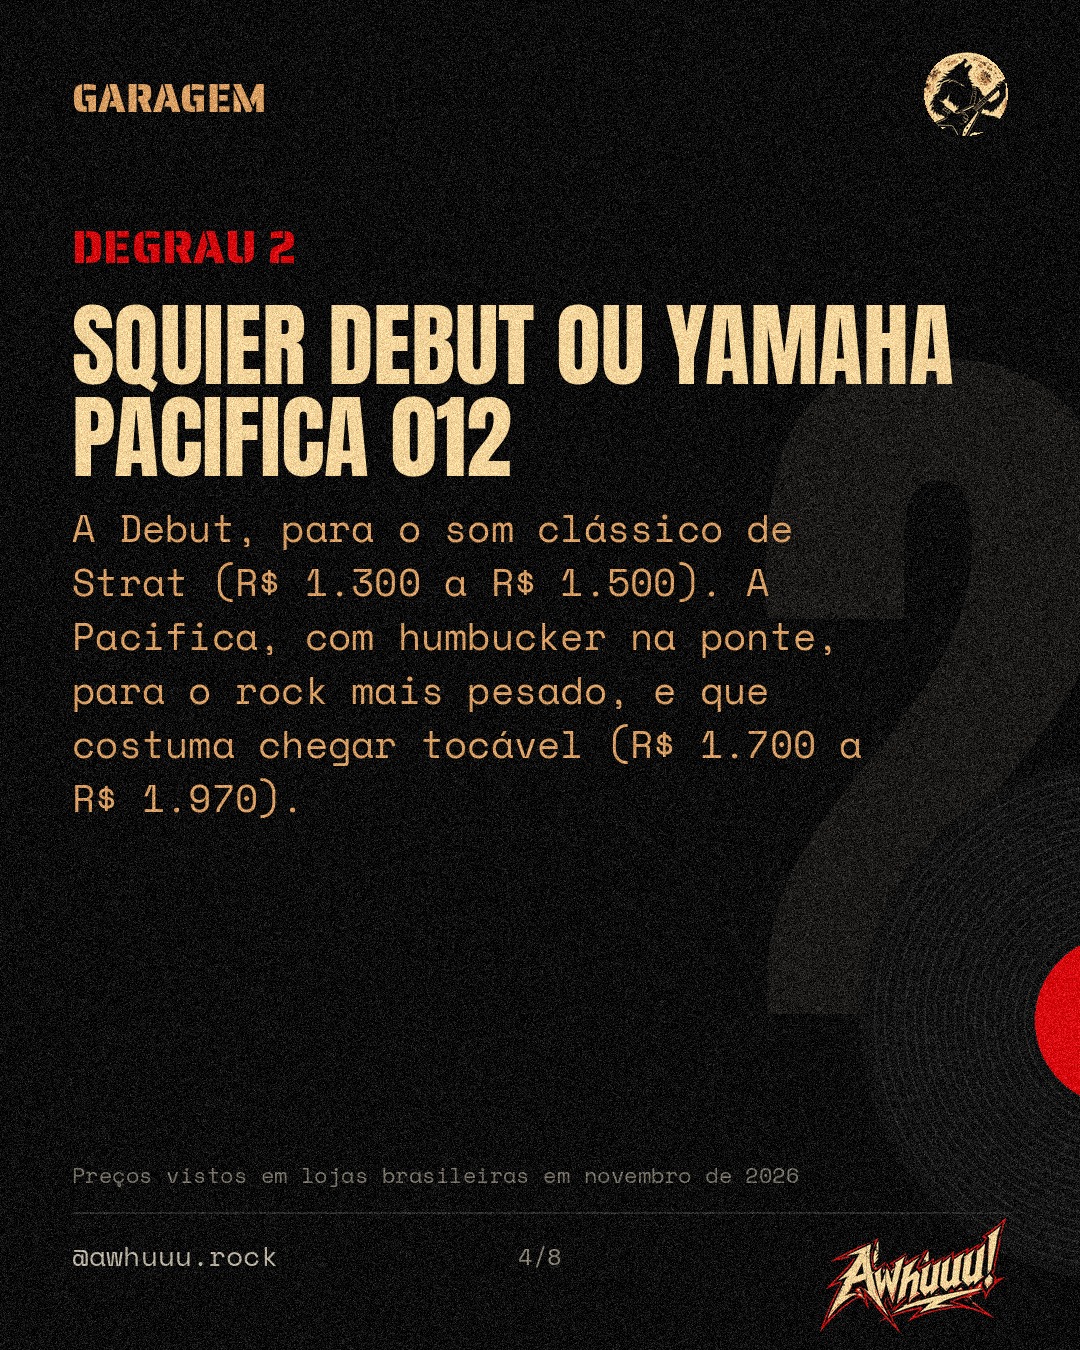 GARAGEM
DEGRAU 2
SQUIER DEBUT OU YAMAHA
PACIFICA 012
A Debut, para o som clássico de
Strat (R$ 1.300 a R$ 1.500). A
Pacifica, com humbucker na ponte,
para o rock mais pesado, e que
costuma chegar tocável (R$ 1.700 a
R$ 1.970).
2
Preços vistos em lojas brasileiras em novembro de 2026
@awhuuu.rock
4/8
Awhuuu!